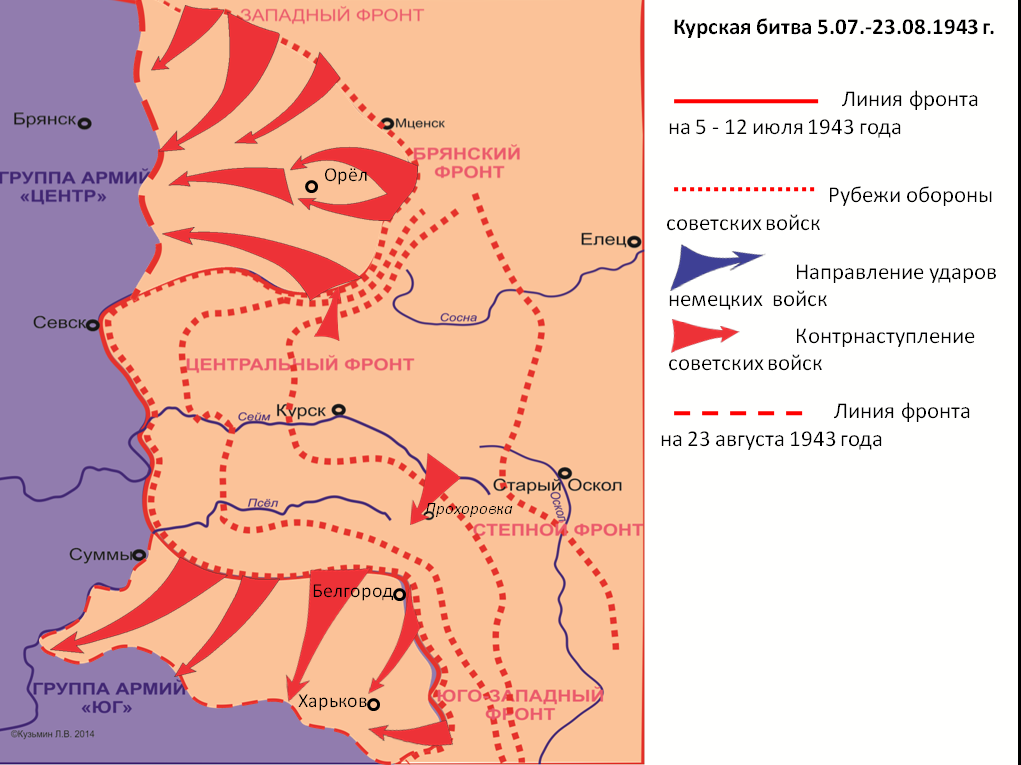 ЗАПАДНЫЙ ФРОНТ
Брянск
Мценск
БРЯНСКИЙ
ФРОНТ
ГРУППА АРМИЙ
«ЦЕНТР»
Орёл
Елец
Сосна
Севск
ЦЕНТРАЛЬНЫЙ ФРОНТ
Сейм
Курск
Старый Оскол
Оскол
Псёл
Прохоровка
СТЕПНОЙ ФРОНТ
Суммы
Белгород
ГРУППА АРМИЙ
«ЮГ»
Харьков
ЮГО-ЗАПАДНЫЙ
ФРОНТ
©Кузьмин Л.В. 2014
Курская битва 5.07.-23.08.1943 г.
Линия фронта
на 5 - 12 июля 1943 года
Рубежи обороны
советских войск
Направление ударов
немецких войск
Контрнаступление
советских войск
Линия фронта
на 23 августа 1943 года